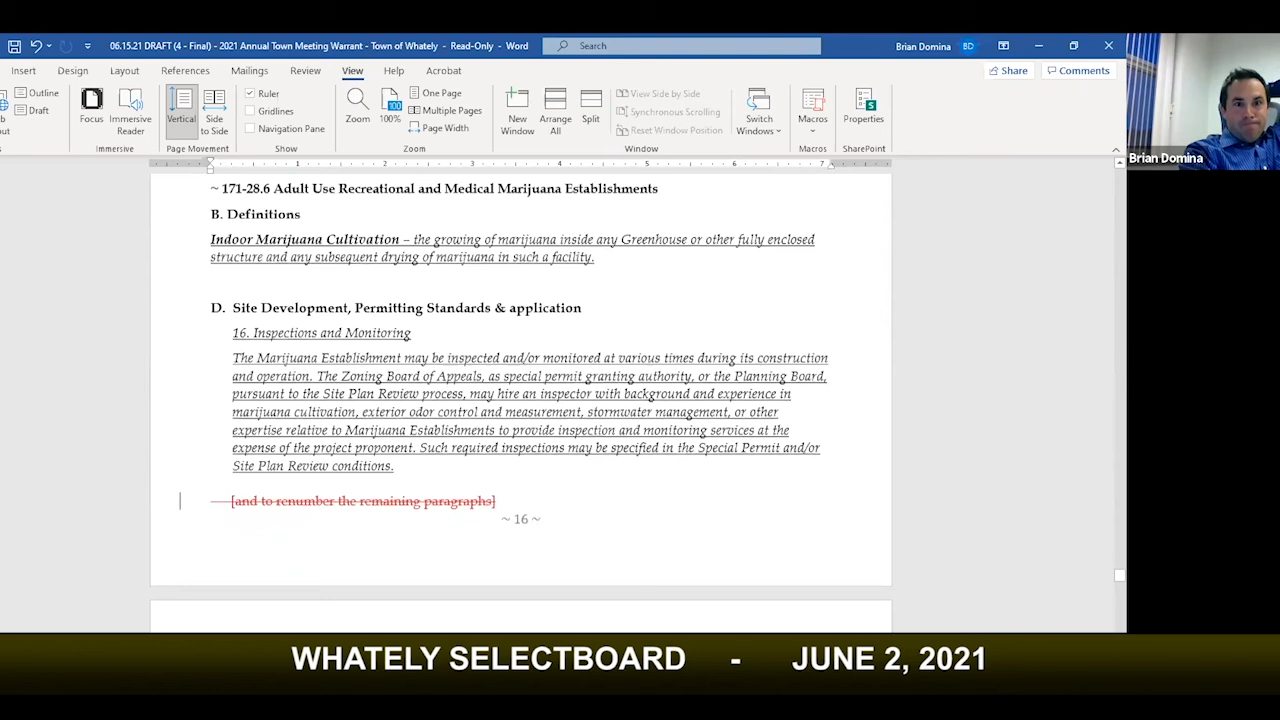 06.15.21 DRAFT (4 - Final) - 2021 Annual Town Meeting Warrant - Town of Whately - Read-Only - Word
Search
Brian Domina BD
Insert Design Layout References Mailings Review View Help Acrobat
Share Comments
Outline
Draft
Focus
Immersive Reader
Immersive
Vertical
Side to Side
Page Movement
Ruler
Gridlines
Navigation Pane
Show
Zoom
100%
One Page
Multiple Pages
Page Width
Zoom
New Window
Arrange All
Split
View Side by Side
Synchronous Scrolling
Reset Window Position
Switch Windows
Window
Macros
Macros
Properties
SharePoint
Brian Domina
1 2 3 4 5 6 7
~ 171-28.6 Adult Use Recreational and Medical Marijuana Establishments
B. Definitions
Indoor Marijuana Cultivation – the growing of marijuana inside any Greenhouse or other fully enclosed
structure and any subsequent drying of marijuana in such a facility.
D. Site Development, Permitting Standards & application
16. Inspections and Monitoring
The Marijuana Establishment may be inspected and/or monitored at various times during its construction
and operation. The Zoning Board of Appeals, as special permit granting authority, or the Planning Board,
pursuant to the Site Plan Review process, may hire an inspector with background and experience in
marijuana cultivation, exterior odor control and measurement, stormwater management, or other
expertise relative to Marijuana Establishments to provide inspection and monitoring services at the
expense of the project proponent. Such required inspections may be specified in the Special Permit and/or
Site Plan Review conditions.
[and to renumber the remaining paragraphs]
~ 16 ~
WHATELY SELECTBOARD - JUNE 2, 2021